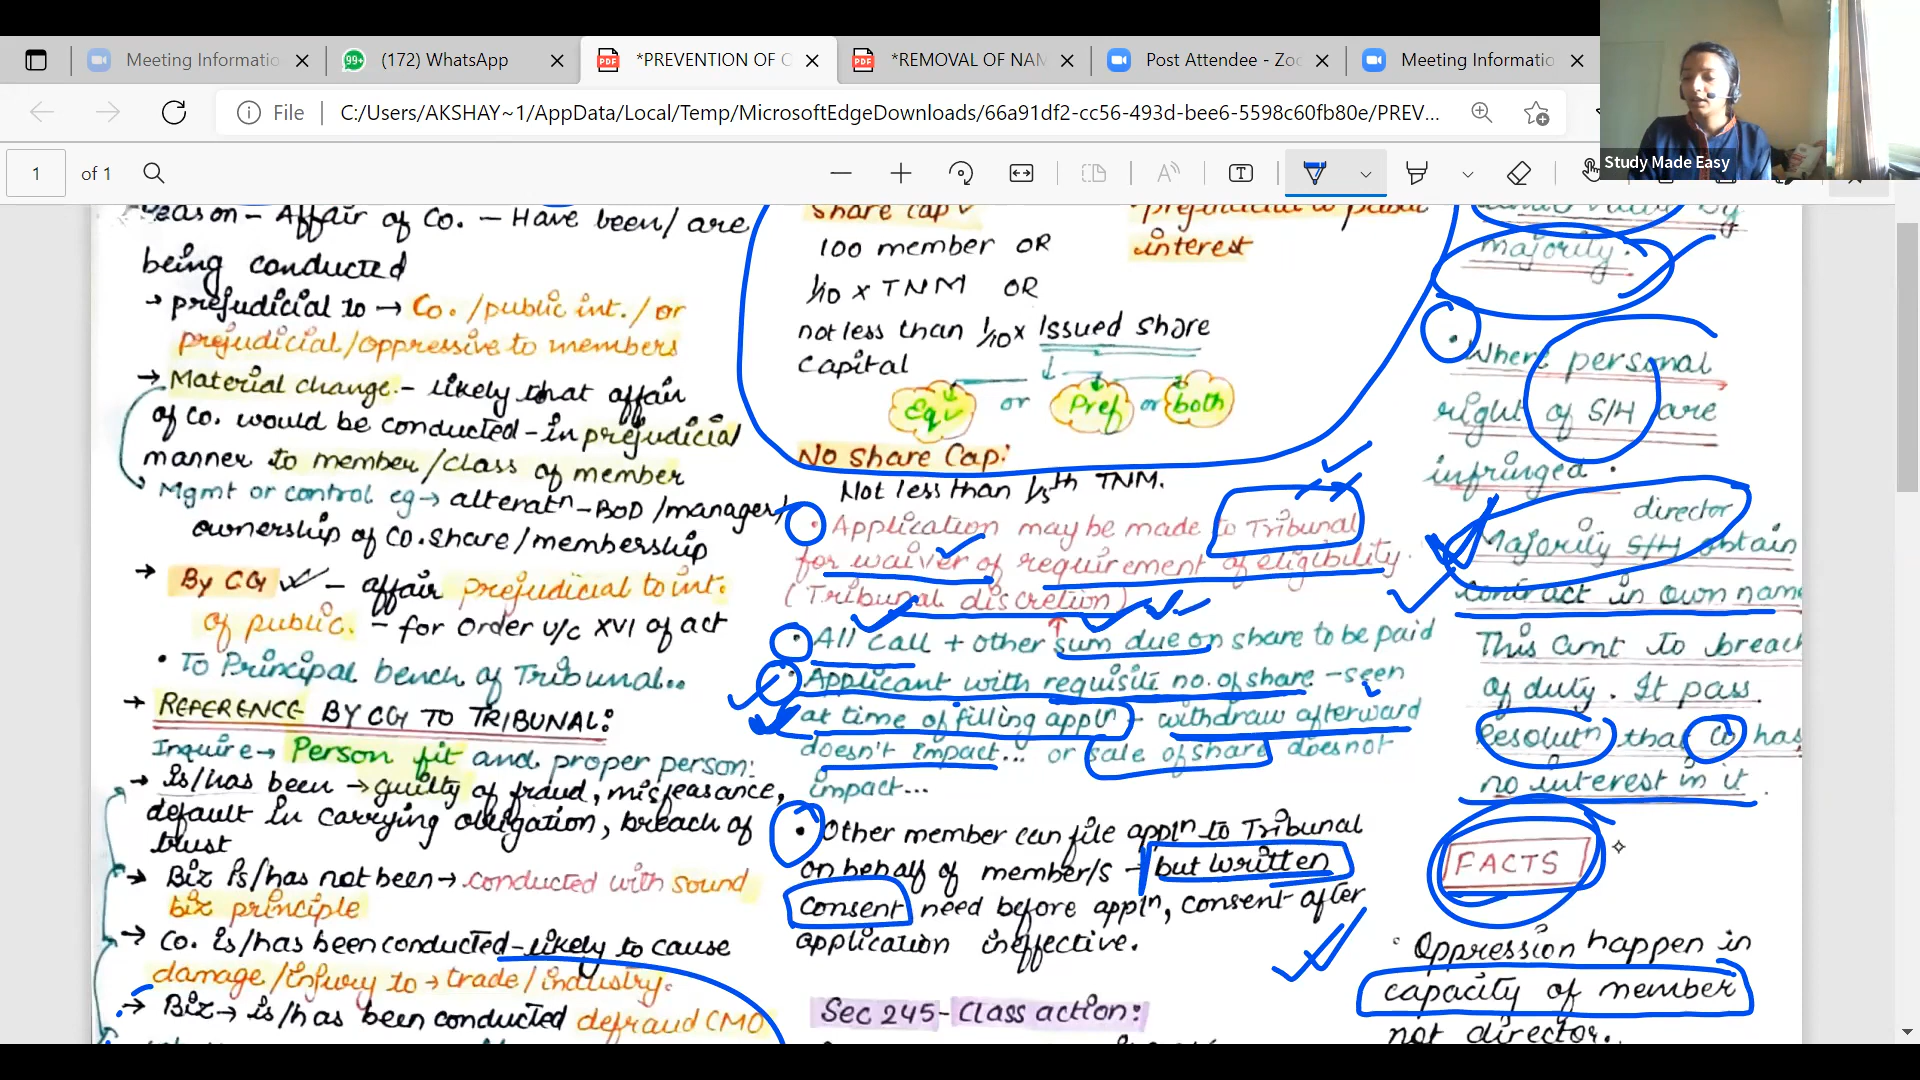 Meeting Informatio
(172) WhatsApp
*PREVENTION OF O
*REMOVAL OF NAM
Post Attendee - Zoo
Meeting Informatio
File
C:/Users/AKSHAY~1/AppData/Local/Temp/MicrosoftEdgeDownloads/66a91df2-cc56-493d-bee6-5598c60fb80e/PREV...
Study Made Easy
1 of 1
Reason - Affair of Co. - Have been/are
being conducted
→ prejudicial to → Co. /public int. / or
prejudicial/oppressive to members
→ Material change - likely that affair
of Co. would be conducted - in prejudicial
manner to member/class of member
Mgmt or control eg → alteratn - BOD/manager/
ownership of Co. share/membership
→ By CG ✓ - affair prejudicial to int.
of public. - for order u/c XVI of act
• To Principal bench of Tribunal..
→ REFERENCE BY CG TO TRIBUNAL:
Inquire → Person fit and proper person:
→ is/has been → guilty of fraud, misfeasance,
default in carrying obligation, breach of
trust
→ Biz is/has not been → conducted with sound
biz principle
→ Co. is/has been conducted - likely to cause
damage/injury to → trade/industry.
→ Biz → is/has been conducted defraud CMO
Share cap ✓
100 member OR
1/10 x TNM OR
not less than 1/10 x Issued share
capital
Eq ✓ or Pref or both
No Share Cap:
Not less than 1/5th TNM.
• Application may be made to Tribunal
for waiver of requirement of eligibility.
(Tribunal discretion)
• All call + other sum due on share to be paid
• Applicant with requisite no. of share - seen
at time of filling appln - withdraw afterward
doesn't impact... or sale of share doesnot
impact...
• Other member can file appln to Tribunal
on behalf of member/s - but written
consent need before appln, consent after
application ineffective.
Sec 245 - Class action:
prejudicial to public
interest
majority.
• Where personal
right of S/H are
infringed.
director
Majority S/H obtain
contract in own name
This amt to breach
of duty. It pass
Resolutn that Co has
no interest in it.
FACTS
• Oppression happen in
capacity of member
not director.